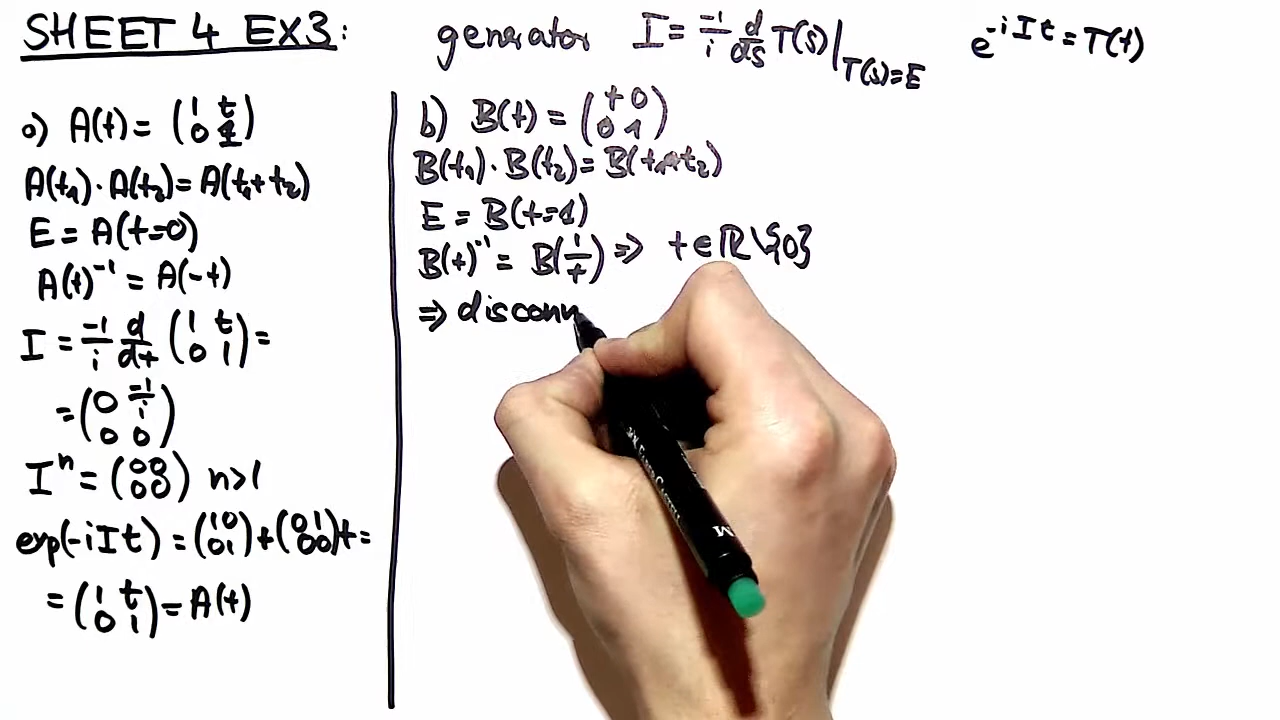 SHEET 4 EX3:
generator I = -1/i d/ds T(s)|T(s)=E
e^-iIt = T(t)
a) A(t) = (1 t 0 1)
A(t1)·A(t2)=A(t1+t2)
E = A(t=0)
A(t)^-1 = A(-t)
I = -1/i d/dt (1 t 0 1) =
= (0 -1/i 0 0)
I^n = (0 0 0 0) n>1
exp(-iIt) = (1 0 0 1)+(0 1 0 0)t =
= (1 t 0 1) = A(t)
b) B(t) = (t 0 0 1)
B(t1)·B(t2)=B(t1·t2)
E = B(t=1)
B(t)^-1 = B(1/t) => t∈ℝ\{0}
=> disconn